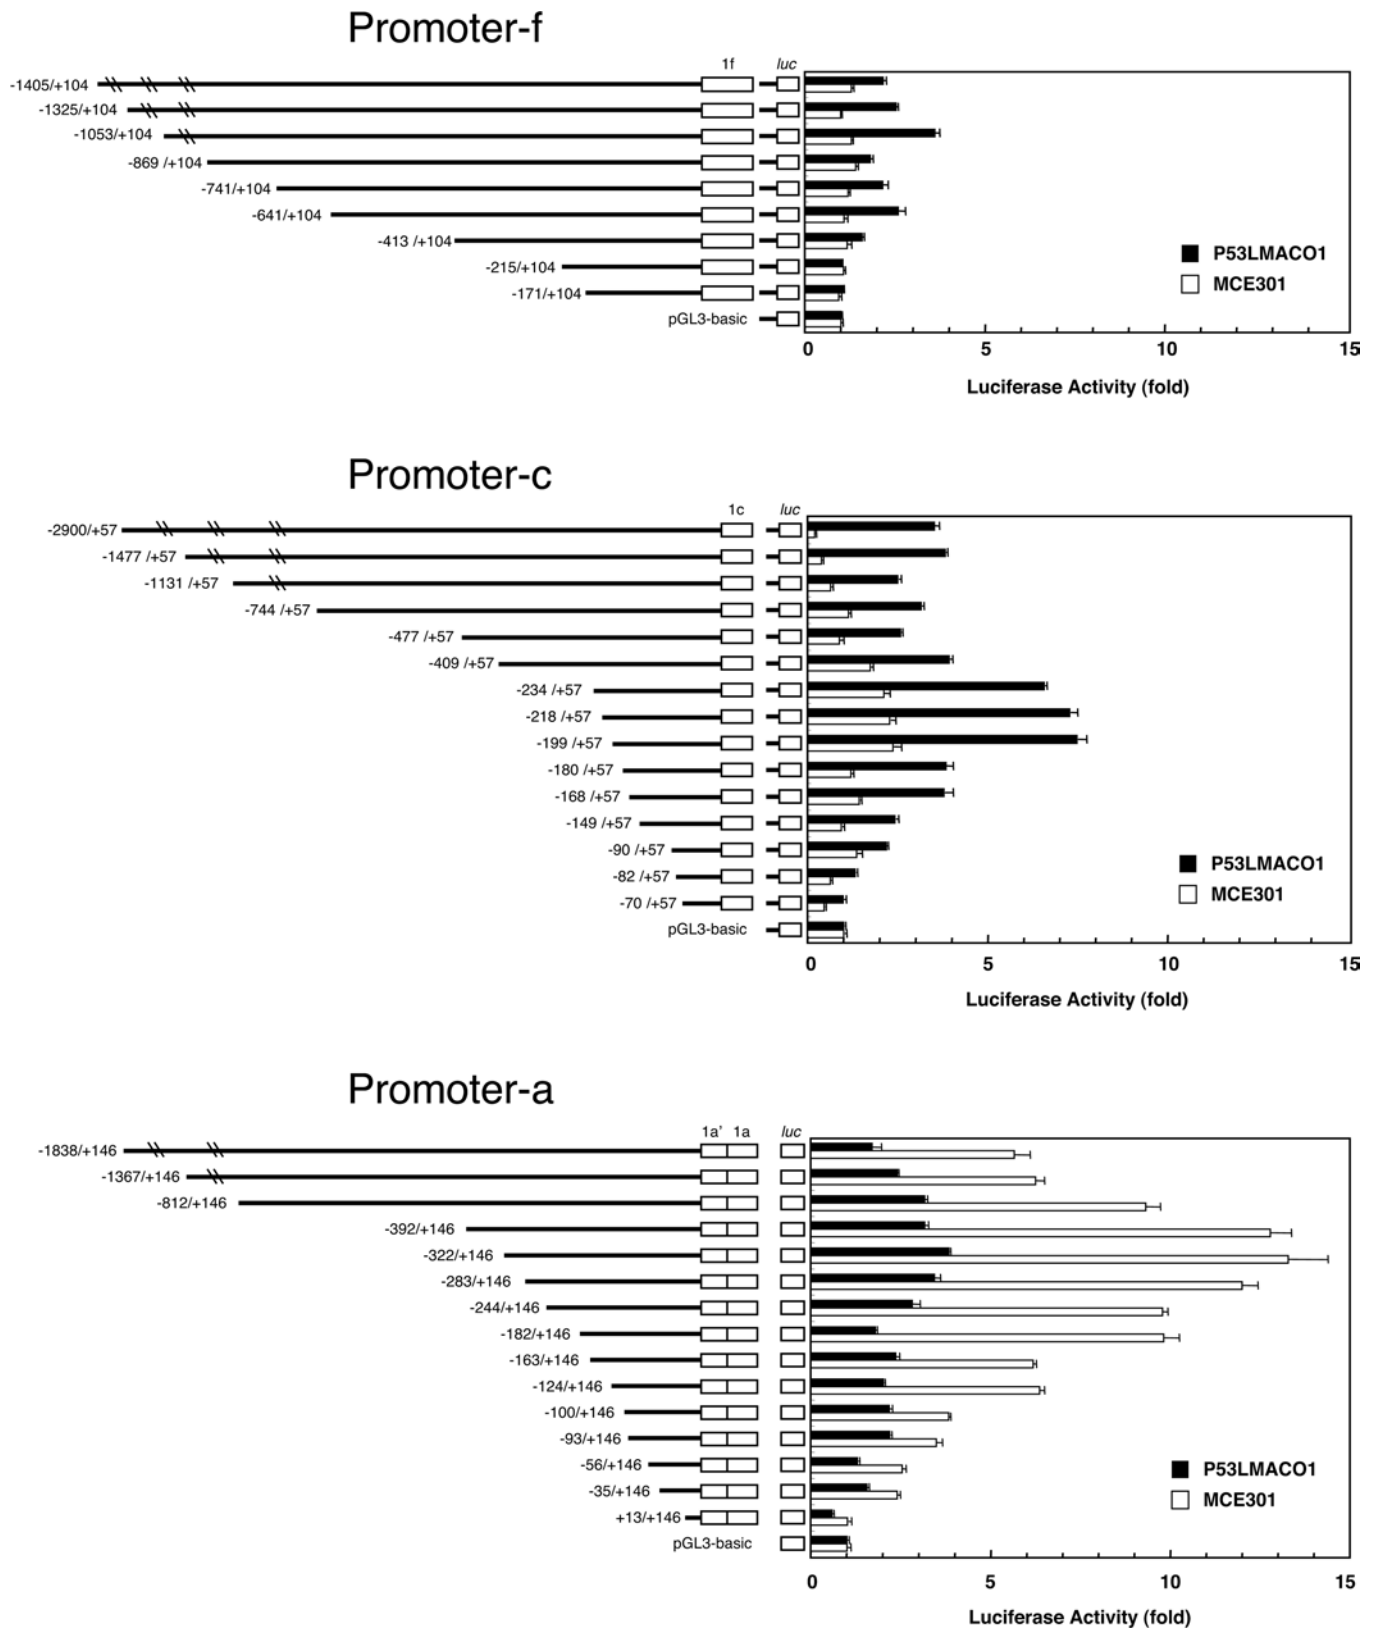 Promoter-f
1f luc
-1405/+104
-1325/+104
-1053/+104
-869 /+104
-741/+104
-641/+104
-413 /+104
-215/+104
-171/+104
pGL3-basic
P53LMACO1
MCE301
0 5 10 15
Luciferase Activity (fold)
Promoter-c
1c luc
-2900/+57
-1477 /+57
-1131 /+57
-744 /+57
-477 /+57
-409 /+57
-234 /+57
-218 /+57
-199 /+57
-180 /+57
-168 /+57
-149 /+57
-90 /+57
-82 /+57
-70 /+57
pGL3-basic
P53LMACO1
MCE301
0 5 10 15
Luciferase Activity (fold)
Promoter-a
1a' 1a luc
-1838/+146
-1367/+146
-812/+146
-392/+146
-322/+146
-283/+146
-244/+146
-182/+146
-163/+146
-124/+146
-100/+146
-93/+146
-56/+146
-35/+146
+13/+146
pGL3-basic
P53LMACO1
MCE301
0 5 10 15
Luciferase Activity (fold)